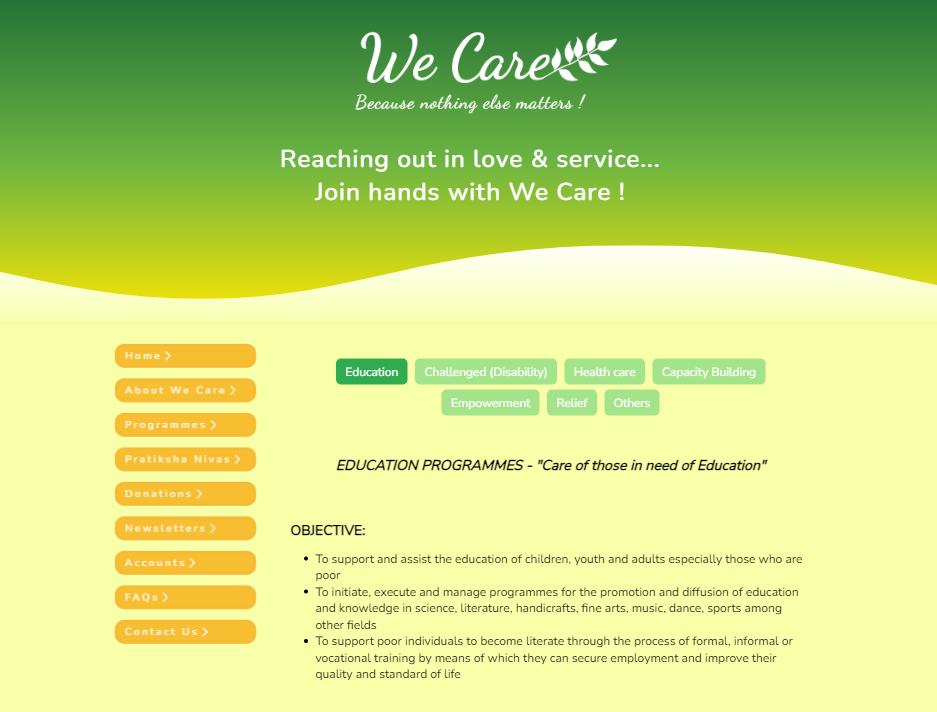 We Care
Because nothing else matters !
Reaching out in love & service...
Join hands with We Care !
Home
About We Care
Programmes
Pratiksha Nivas
Donations
Newsletters
Accounts
FAQs
Contact Us
Education Challenged (Disability) Health care Capacity Building
Empowerment Relief Others
EDUCATION PROGRAMMES - "Care of those in need of Education"
OBJECTIVE:
To support and assist the education of children, youth and adults especially those who are
poor
To initiate, execute and manage programmes for the promotion and diffusion of education
and knowledge in science, literature, handicrafts, fine arts, music, dance, sports among
other fields
To support poor individuals to become literate through the process of formal, informal or
vocational training by means of which they can secure employment and improve their
quality and standard of life